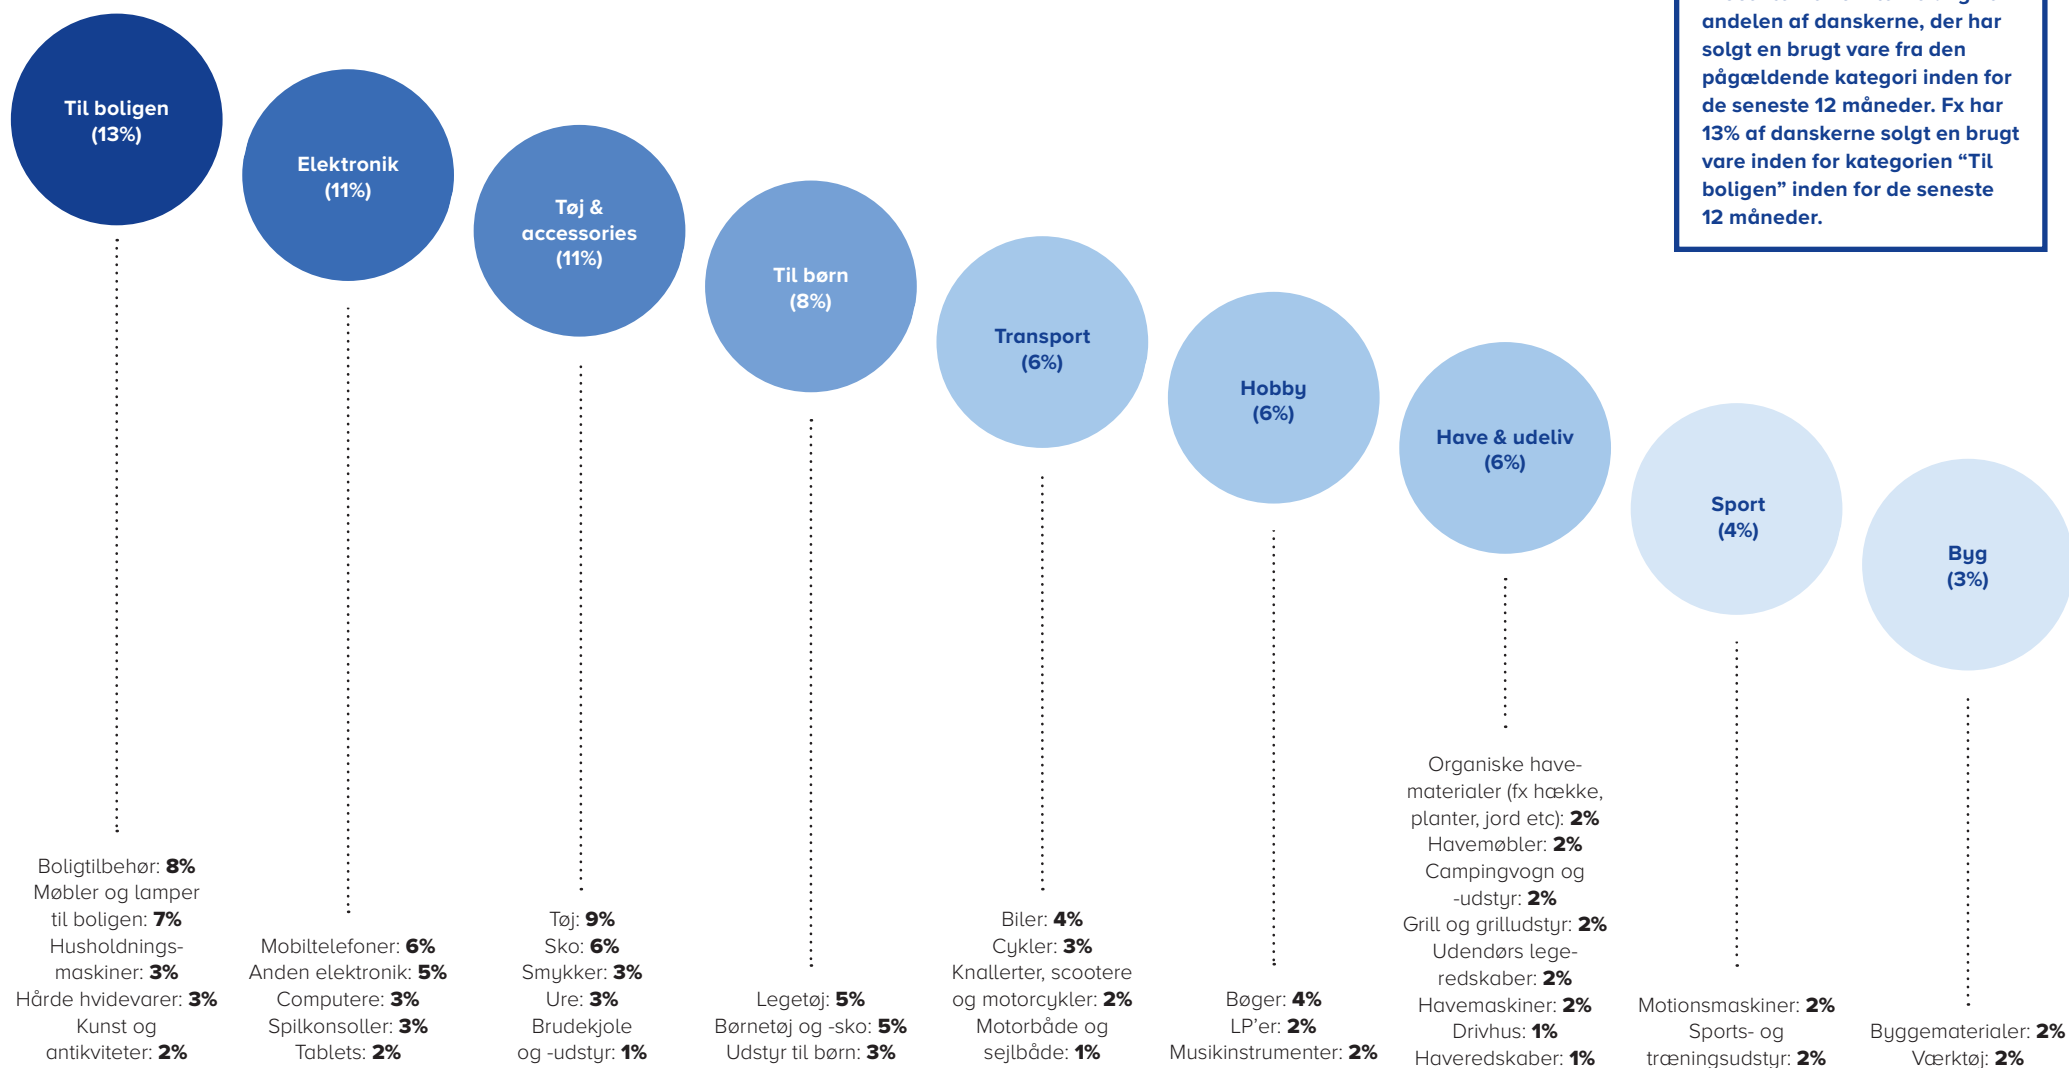 andelen af danskerne, der har
solgt en brugt vare fra den
pågældende kategori inden for
de seneste 12 måneder. Fx har
13% af danskerne solgt en brugt
vare inden for kategorien “Til
boligen” inden for de seneste
12 måneder.
Til boligen
(13%)
Elektronik
(11%)
Tøj &
accessories
(11%)
Til børn
(8%)
Transport
(6%)
Hobby
(6%)
Have & udeliv
(6%)
Sport
(4%)
Byg
(3%)
Boligtilbehør: 8%
Møbler og lamper
til boligen: 7%
Husholdnings-
maskiner: 3%
Hårde hvidevarer: 3%
Kunst og
antikviteter: 2%
Mobiltelefoner: 6%
Anden elektronik: 5%
Computere: 3%
Spilkonsoller: 3%
Tablets: 2%
Tøj: 9%
Sko: 6%
Smykker: 3%
Ure: 3%
Brudekjole
og -udstyr: 1%
Legetøj: 5%
Børnetøj og -sko: 5%
Udstyr til børn: 3%
Biler: 4%
Cykler: 3%
Knallerter, scootere
og motorcykler: 2%
Motorbåde og
sejlbåde: 1%
Bøger: 4%
LP’er: 2%
Musikinstrumenter: 2%
Organiske have-
materialer (fx hække,
planter, jord etc): 2%
Havemøbler: 2%
Campingvogn og
-udstyr: 2%
Grill og grilludstyr: 2%
Udendørs lege-
redskaber: 2%
Havemaskiner: 2%
Drivhus: 1%
Haveredskaber: 1%
Motionsmaskiner: 2%
Sports- og
træningsudstyr: 2%
Byggematerialer: 2%
Værktøj: 2%